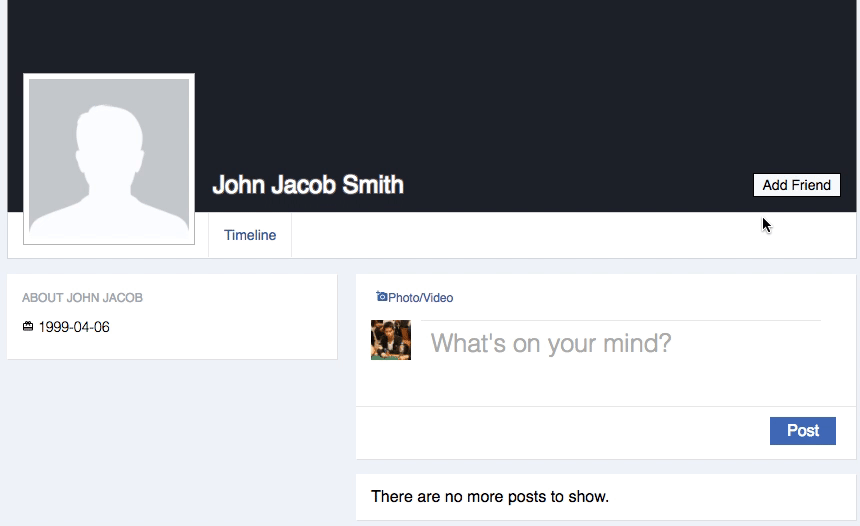 John Jacob Smith
Add Friend
Timeline
ABOUT JOHN JACOB
1999-04-06
Photo/Video
What's on your mind?
Post
There are no more posts to show.